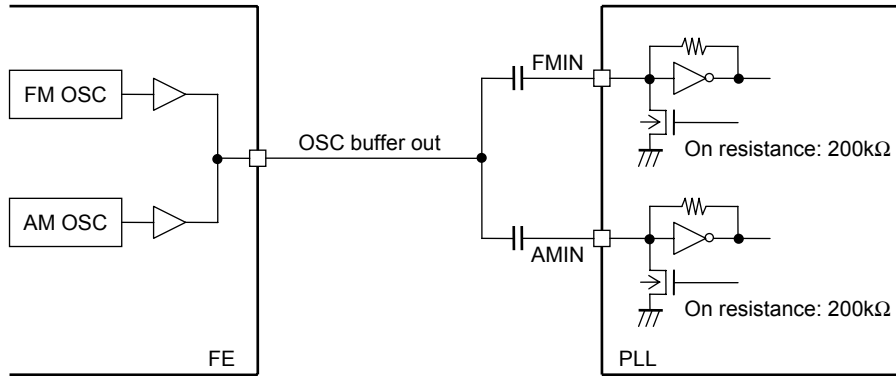 FM OSC
AM OSC
FE
OSC buffer out
FMIN
AMIN
On resistance: 200kΩ
On resistance: 200kΩ
PLL